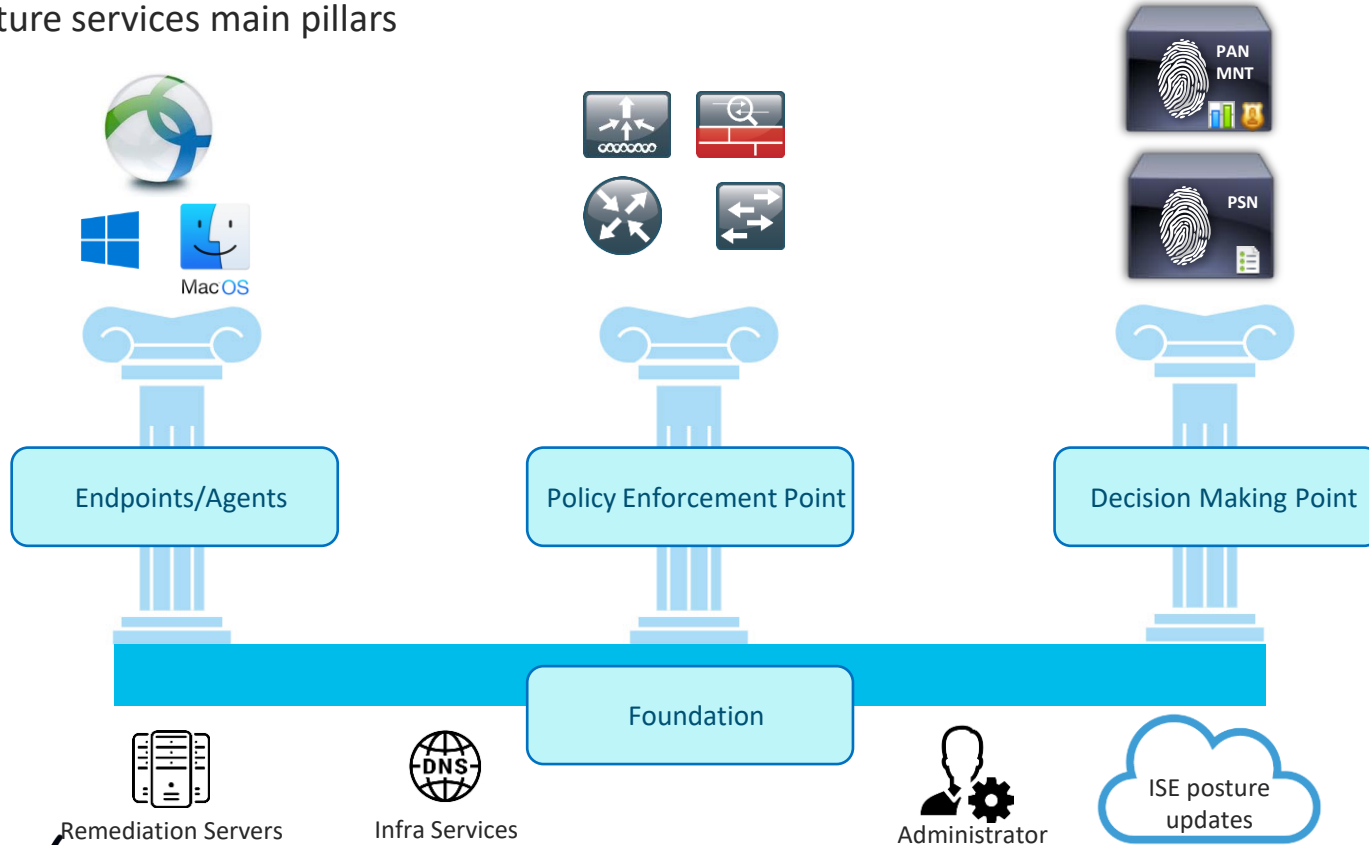 ture services main pillars
PAN
MNT
PSN
Mac OS
Endpoints/Agents
Policy Enforcement Point
Decision Making Point
Foundation
DNS
ISE posture
updates
Remediation Servers
Infra Services
Administrator